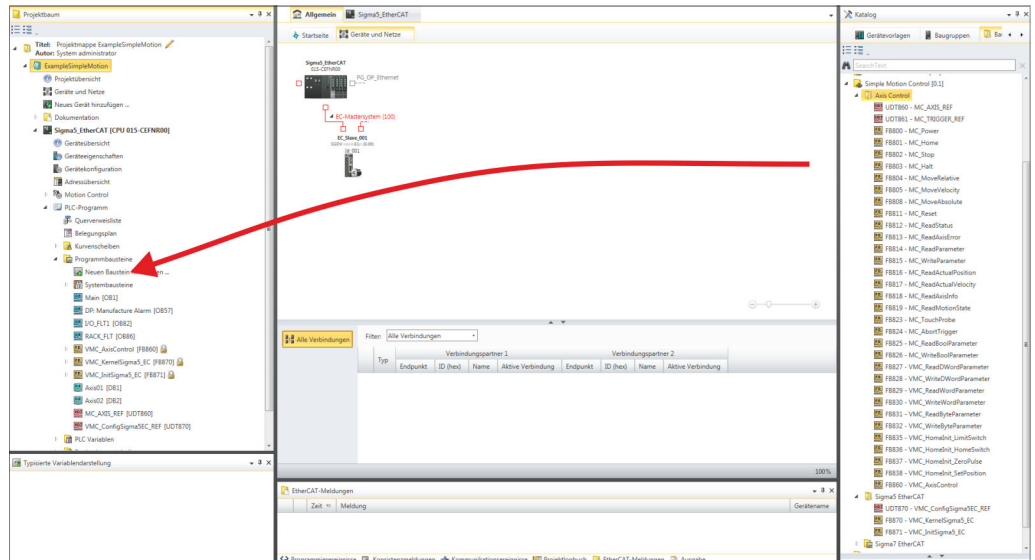 Projektbaum
Titel: Projektmappe ExampleSimpleMotion
Autor: System administrator
ExampleSimpleMotion
Projektübersicht
Geräte und Netze
Neues Gerät hinzufügen ...
Dokumentation
Sigma5_EtherCAT [CPU 015-CEFNR00]
Geräteübersicht
Geräteeigenschaften
Gerätekonfiguration
Adressübersicht
Motion Control
PLC-Programm
Querverweisliste
Belegungsplan
Kurvenscheiben
Programmbausteine
Neuen Baustein
Systembausteine
Main [OB1]
DP: Manufacture Alarm [OB57]
I/O_FLT1 [OB82]
RACK_FLT [OB86]
VMC_AxisControl [FB860]
VMC_KernelSigma5_EC [FB870]
VMC_InitSigma5_EC [FB871]
Axis01 [DB1]
Axis02 [DB2]
MC_AXIS_REF [UDT860]
VMC_ConfigSigma5EC_REF [UDT870]
PLC Variablen
Typisierte Variablendarstellung
Allgemein Sigma5_EtherCAT
Startseite Geräte und Netze
Sigma5_EtherCAT
015-CEFNR00
PG_OP_Ethernet
EC-Mastersystem (100)
EC_Slave_001
Id_001
Alle Verbindungen Filter: Alle Verbindungen
Typ Verbindungspartner 1 Verbindungspartner 2
Endpunkt ID (hex) Name Aktive Verbindung Endpunkt ID (hex) Name Aktive Verbindung
100%
EtherCAT-Meldungen
Zeit Meldung Gerätename
Programmierereignisse Konsistenzmeldungen Kommunikationsereignisse Projektlogbuch EtherCAT-Meldungen Ausgabe
Katalog
Gerätevorlagen Baugruppen Bau
SearchText
Simple Motion Control [0.1]
Axis Control
UDT860 - MC_AXIS_REF
UDT861 - MC_TRIGGER_REF
FB800 - MC_Power
FB801 - MC_Home
FB802 - MC_Stop
FB803 - MC_Halt
FB804 - MC_MoveRelative
FB805 - MC_MoveVelocity
FB808 - MC_MoveAbsolute
FB811 - MC_Reset
FB812 - MC_ReadStatus
FB813 - MC_ReadAxisError
FB814 - MC_ReadParameter
FB815 - MC_WriteParameter
FB816 - MC_ReadActualPosition
FB817 - MC_ReadActualVelocity
FB818 - MC_ReadAxisInfo
FB819 - MC_ReadMotionState
FB823 - MC_TouchProbe
FB824 - MC_AbortTrigger
FB825 - MC_ReadBoolParameter
FB826 - MC_WriteBoolParameter
FB827 - VMC_ReadDWordParameter
FB828 - VMC_WriteDWordParameter
FB829 - VMC_ReadWordParameter
FB830 - VMC_WriteWordParameter
FB831 - VMC_ReadByteParameter
FB832 - VMC_WriteByteParameter
FB835 - VMC_HomeInit_LimitSwitch
FB836 - VMC_HomeInit_HomeSwitch
FB837 - VMC_HomeInit_ZeroPulse
FB838 - VMC_HomeInit_SetPosition
FB860 - VMC_AxisControl
Sigma5 EtherCAT
UDT870 - VMC_ConfigSigma5EC_REF
FB870 - VMC_KernelSigma5_EC
FB871 - VMC_InitSigma5_EC
Sigma7 EtherCAT